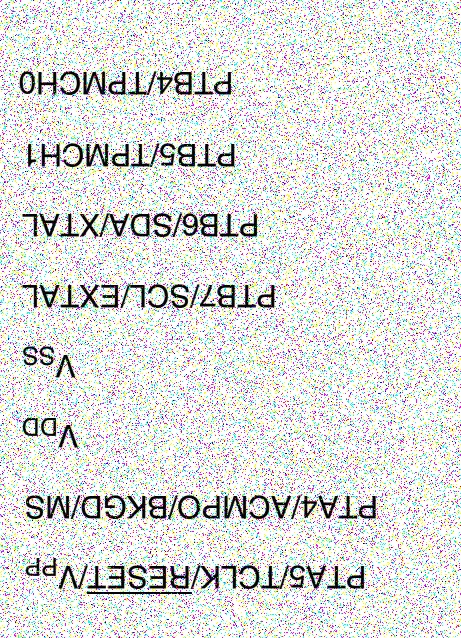 PTA5/TCLK/RESET/VPP
PTA4/ACMPO/BKGD/MS
VDD
VSS
PTB7/SCL/EXTAL
PTB6/SDA/XTAL
PTB5/TPMCH1
PTB4/TPMCH0